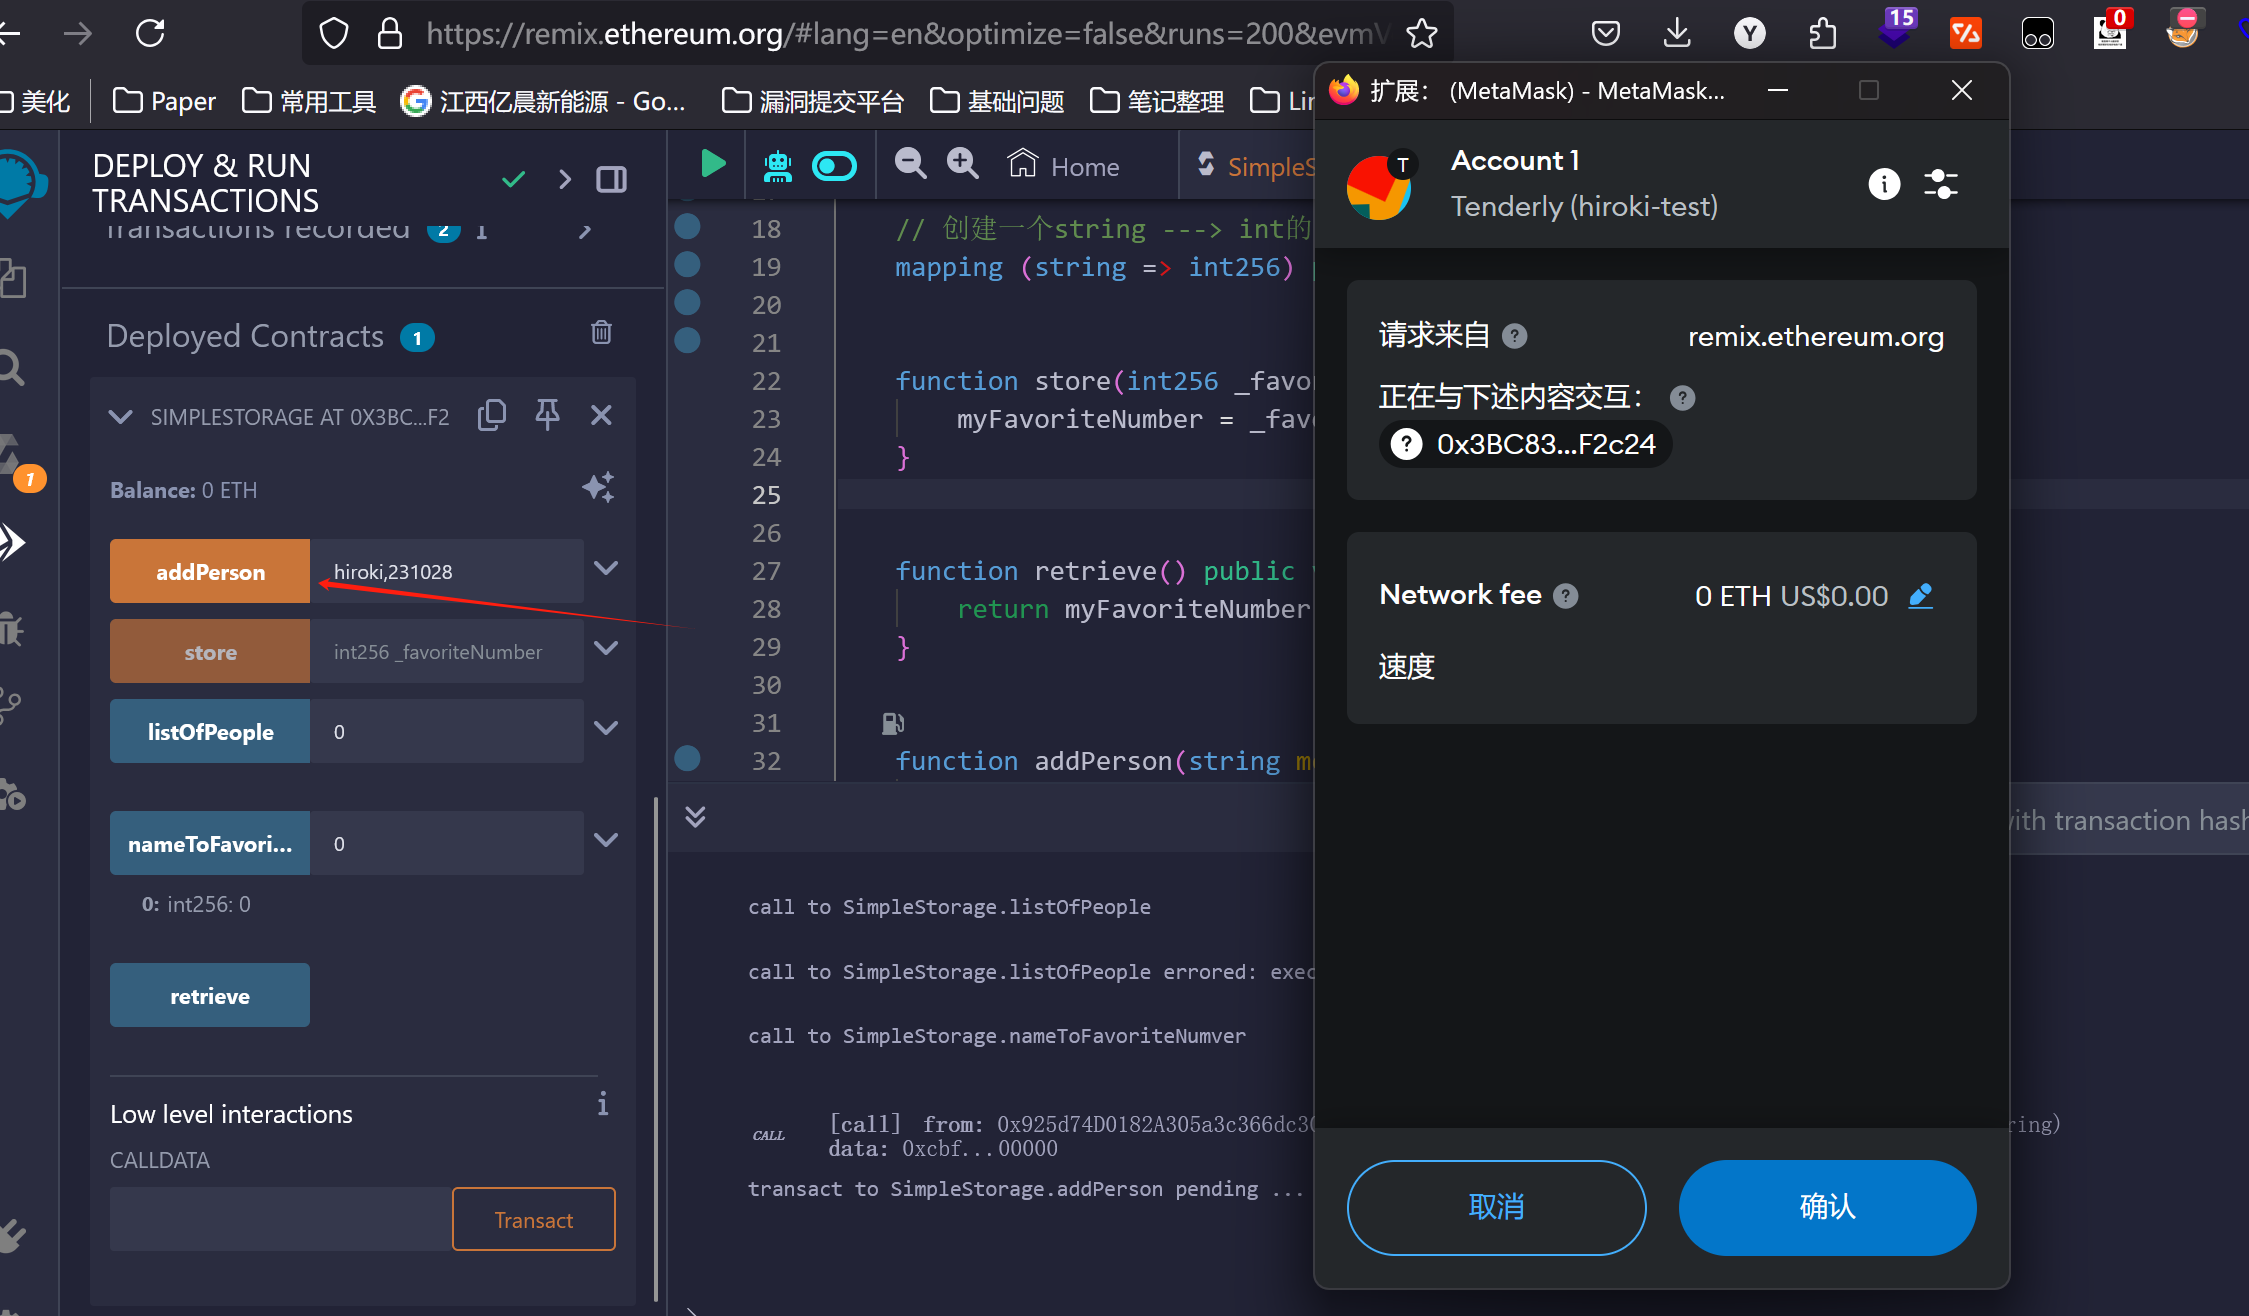 https://remix.ethereum.org/#lang=en&optimize=false&runs=200&evmV
15
0
美化
Paper
常用工具
江西亿晨新能源 - Go...
漏洞提交平台
基础问题
笔记整理
Lin
DEPLOY & RUN
TRANSACTIONS
Transactions recorded 2 i
Deployed Contracts 1
SIMPLESTORAGE AT 0X3BC...F2
Balance: 0 ETH
1
addPerson
hiroki,231028
store
int256 _favoriteNumber
listOfPeople
0
nameToFavori...
0
0: int256: 0
retrieve
Low level interactions
i
CALLDATA
Transact
Home
SimpleS
18 // 创建一个string ---> int的
19 mapping (string => int256) p
20
21
22 function store(int256 _favor
23 myFavoriteNumber = _favo
24 }
25
26
27 function retrieve() public v
28 return myFavoriteNumber
29 }
30
31
32 function addPerson(string me
with transaction hash
call to SimpleStorage.listOfPeople
call to SimpleStorage.listOfPeople errored: exec
call to SimpleStorage.nameToFavoriteNumver
CALL
[call] from: 0x925d74D0182A305a3c366dc30
ring)
data: 0xcbf...00000
transact to SimpleStorage.addPerson pending ...
扩展： (MetaMask) - MetaMask...
T
Account 1
Tenderly (hiroki-test)
请求来自
remix.ethereum.org
正在与下述内容交互：
0x3BC83...F2c24
Network fee
0 ETH US$0.00
速度
取消
确认